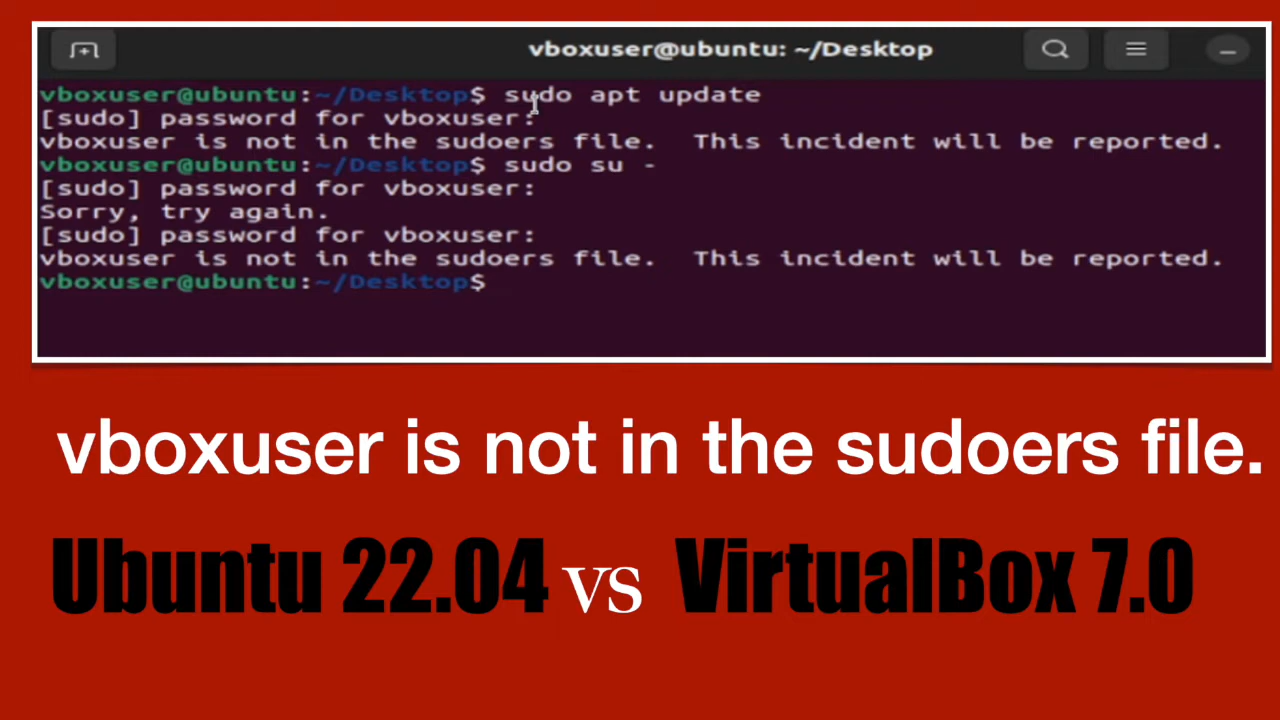 vboxuser@ubuntu: ~/Desktop
vboxuser@ubuntu:~/Desktop$ sudo apt update
[sudo] password for vboxuser:
vboxuser is not in the sudoers file.  This incident will be reported.
vboxuser@ubuntu:~/Desktop$ sudo su -
[sudo] password for vboxuser:
Sorry, try again.
[sudo] password for vboxuser:
vboxuser is not in the sudoers file.  This incident will be reported.
vboxuser@ubuntu:~/Desktop$
vboxuser is not in the sudoers file.
Ubuntu 22.04 vs VirtualBox 7.0